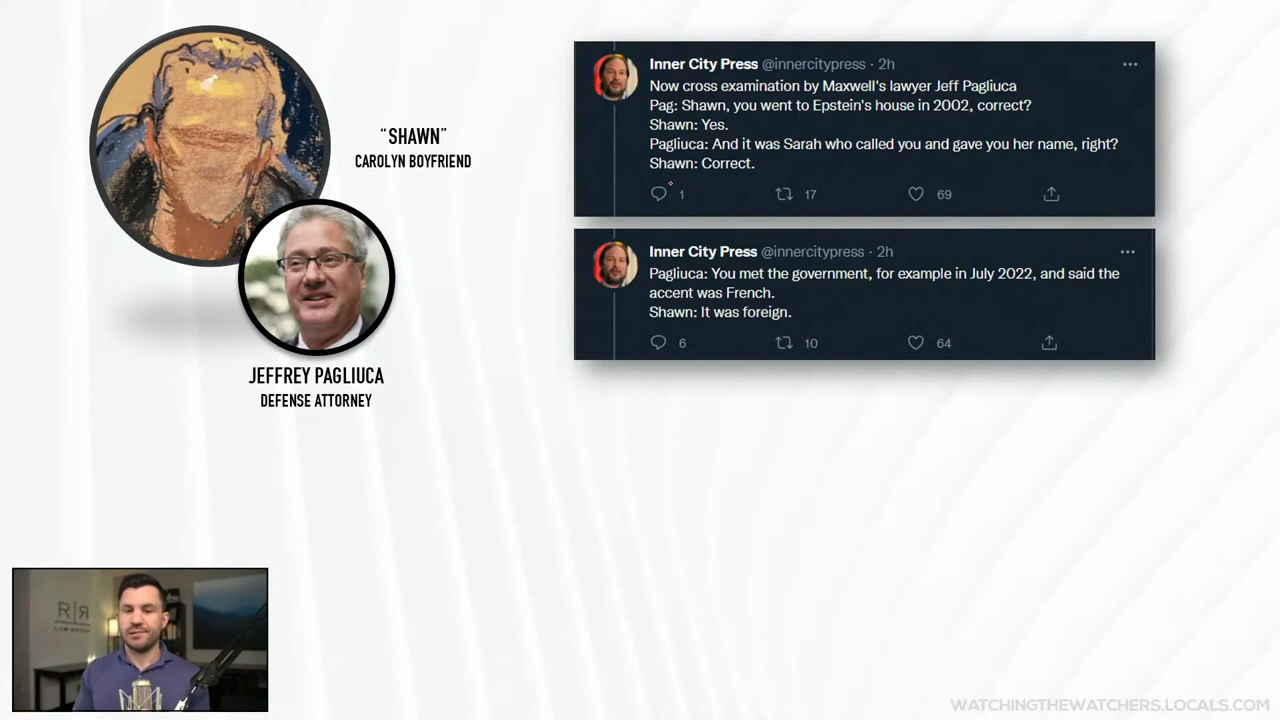 “SHAWN”
CAROLYN BOYFRIEND
JEFFREY PAGLIUCA
DEFENSE ATTORNEY
Inner City Press @innercitypress · 2h
Now cross examination by Maxwell's lawyer Jeff Pagliuca
Pag: Shawn, you went to Epstein's house in 2002, correct?
Shawn: Yes.
Pagliuca: And it was Sarah who called you and gave you her name, right?
Shawn: Correct.
1 17 69
Inner City Press @innercitypress · 2h
Pagliuca: You met the government, for example in July 2022, and said the
accent was French.
Shawn: It was foreign.
6 10 64
R|R
WATCHINGTHEWATCHERS.LOCALS.COM